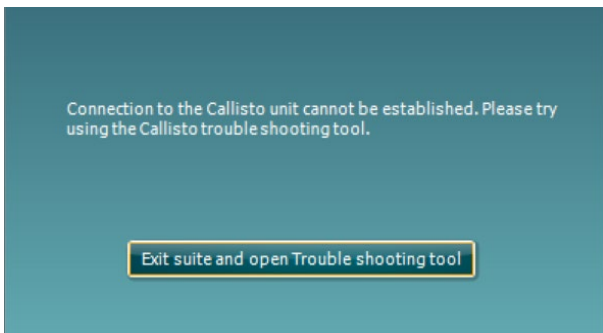 Connection to the Callisto unit cannot be established. Please try
using the Callisto trouble shooting tool.
Exit suite and open Trouble shooting tool